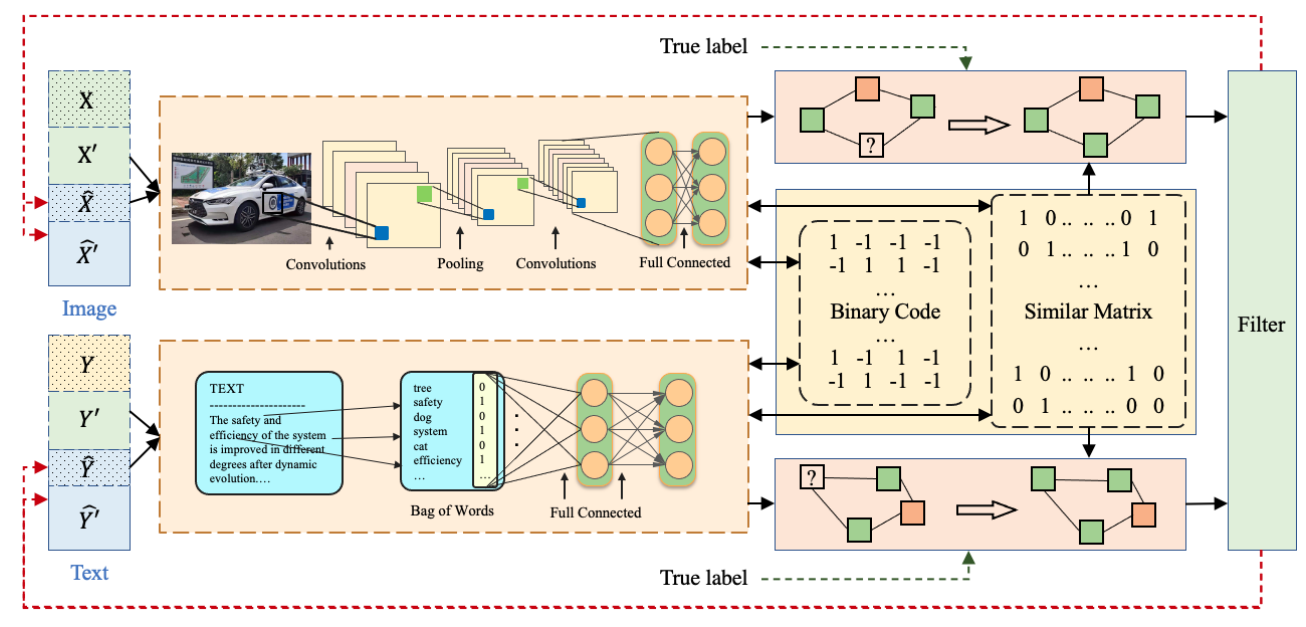 True label
X
X′
X̂
X̂′
Image
Convolutions
Pooling
Convolutions
Full Connected
?
1 -1 -1 -1
-1 1 1 -1
...
Binary Code
...
1 -1 1 -1
-1 1 -1 -1
1 0 .. .. .. 0 1
0 1 .. .. .. 1 0
...
Similar Matrix
...
1 0 .. .. .. 1 0
0 1 .. .. .. 0 0
Filter
Y
Y′
Ŷ
Ŷ′
Text
TEXT
---------------------
The safety and
efficiency of the system
is improved in different
degrees after dynamic
evolution....
tree
safety
dog
system
cat
efficiency
...
0
1
0
1
0
1
...
Bag of Words
Full Connected
?
True label